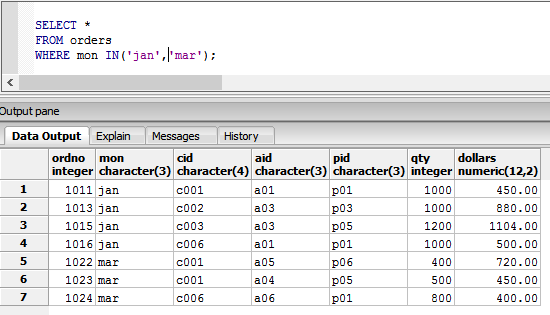 SELECT *
FROM orders
WHERE mon IN('jan','mar');
Output pane
Data Output Explain Messages History
ordno mon cid aid pid qty dollars
integer character(3) character(4) character(3) character(3) integer numeric(12,2)
1 1011 jan c001 a01 p01 1000 450.00
2 1013 jan c002 a03 p03 1000 880.00
3 1015 jan c003 a03 p05 1200 1104.00
4 1016 jan c006 a01 p01 1000 500.00
5 1022 mar c001 a05 p06 400 720.00
6 1023 mar c001 a04 p05 500 450.00
7 1024 mar c006 a06 p01 800 400.00